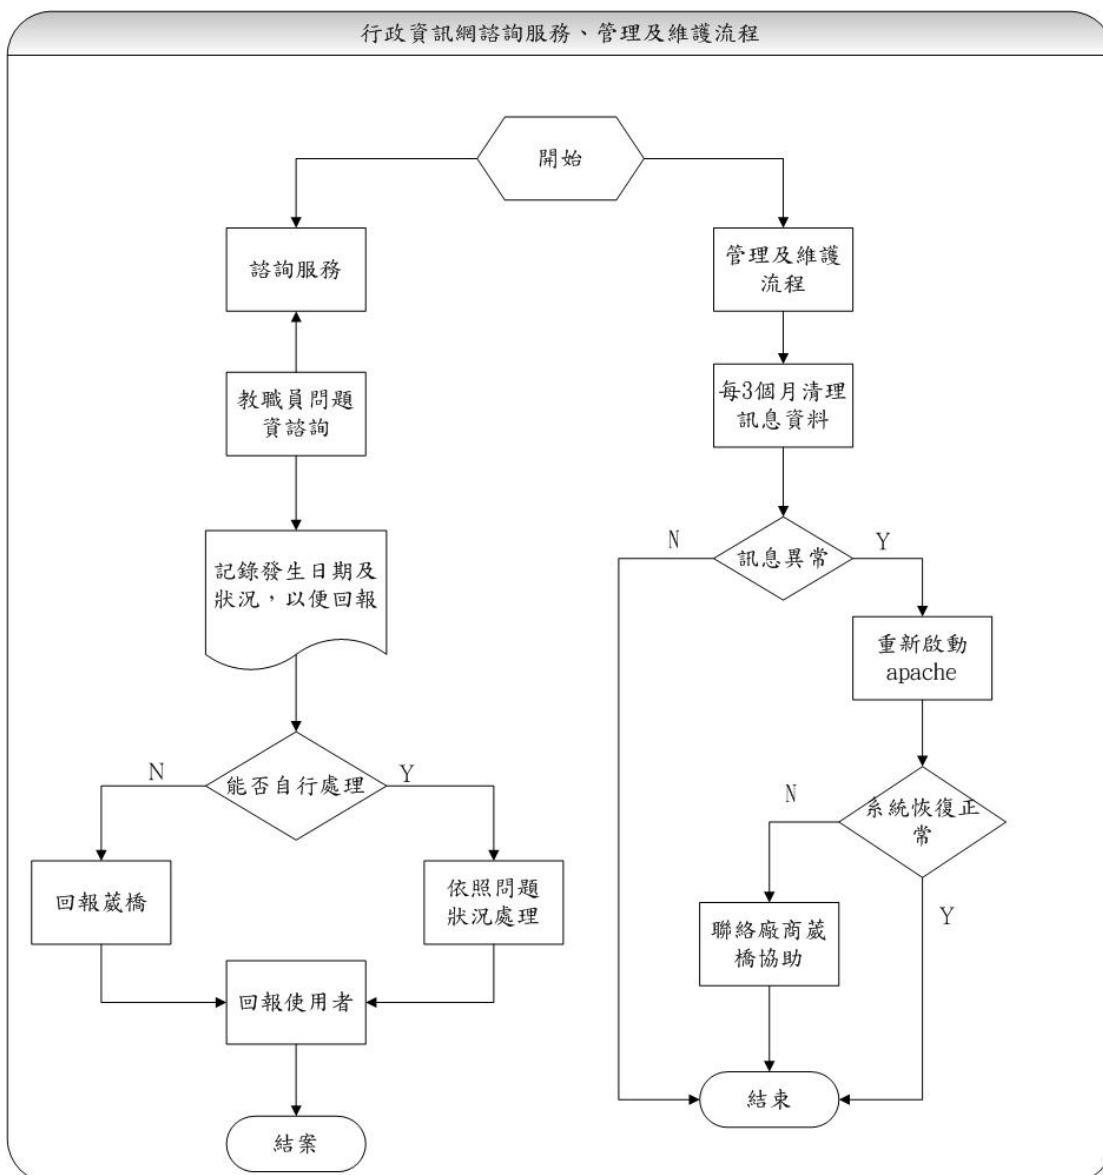 行政資訊網諮詢服務、管理及維護流程
開始
諮詢服務
教職員問題
資諮詢
記錄發生日期及
狀況，以便回報
能否自行處理
N
Y
回報葳橋
依照問題
狀況處理
回報使用者
結案
管理及維護
流程
每3個月清理
訊息資料
訊息異常
N
Y
重新啟動
apache
系統恢復正
常
N
Y
聯絡廠商葳
橋協助
結束